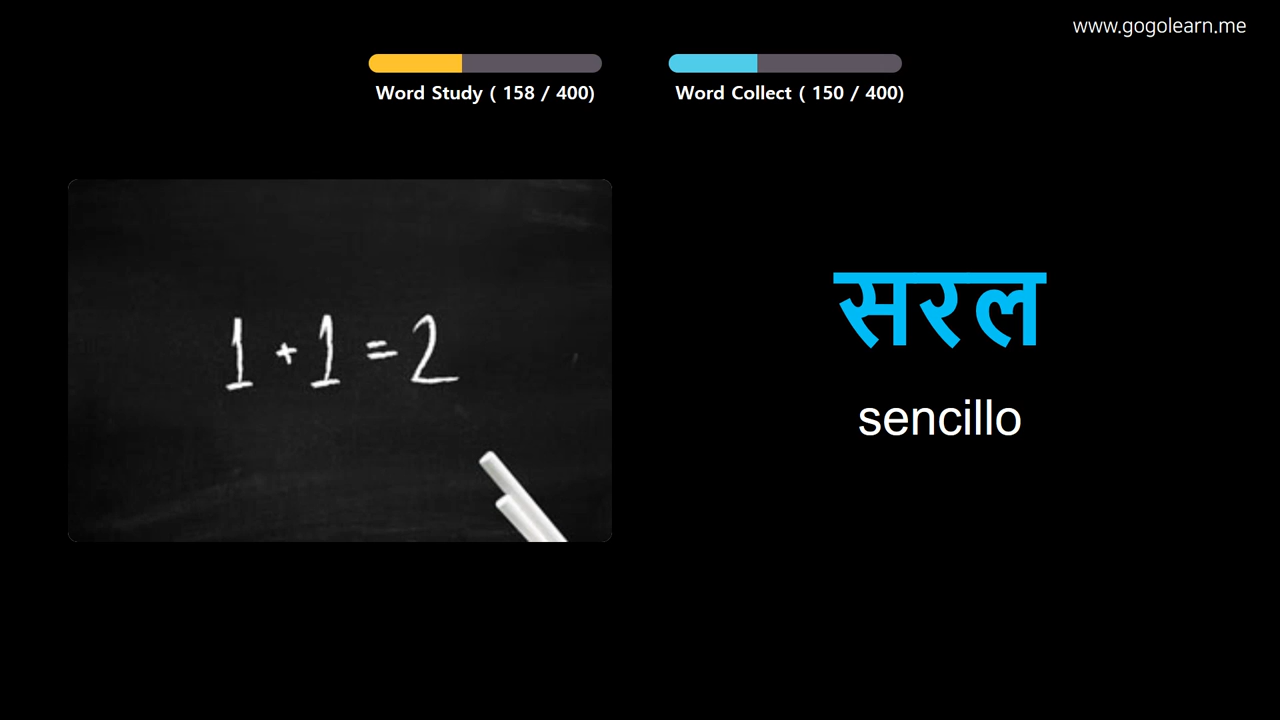 www.gogolearn.me
Word Study ( 158 / 400)
Word Collect ( 150 / 400)
1 + 1 = 2
सरल
sencillo